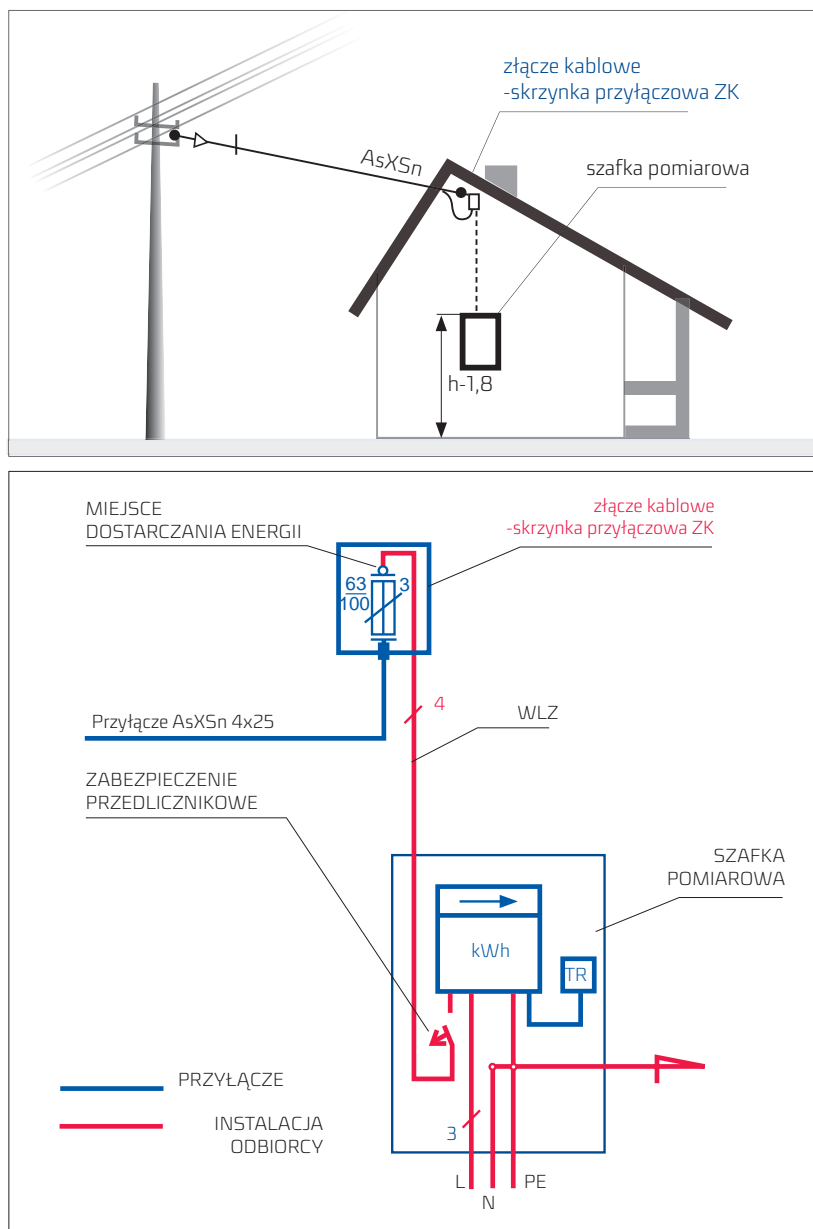 złącze kablowe
-skrzynka przyłączowa ZK
AsXSn
szafka pomiarowa
h-1,8
MIEJSCE
DOSTARCZANIA ENERGII
złącze kablowe
-skrzynka przyłączowa ZK
63
100
3
4
Przyłącze AsXSn 4x25
WLZ
ZABEZPIECZENIE
PRZEDLICZNIKOWE
SZAFKA
POMIAROWA
kWh
TR
PRZYŁĄCZE
INSTALACJA
ODBIORCY
3
L
N
PE